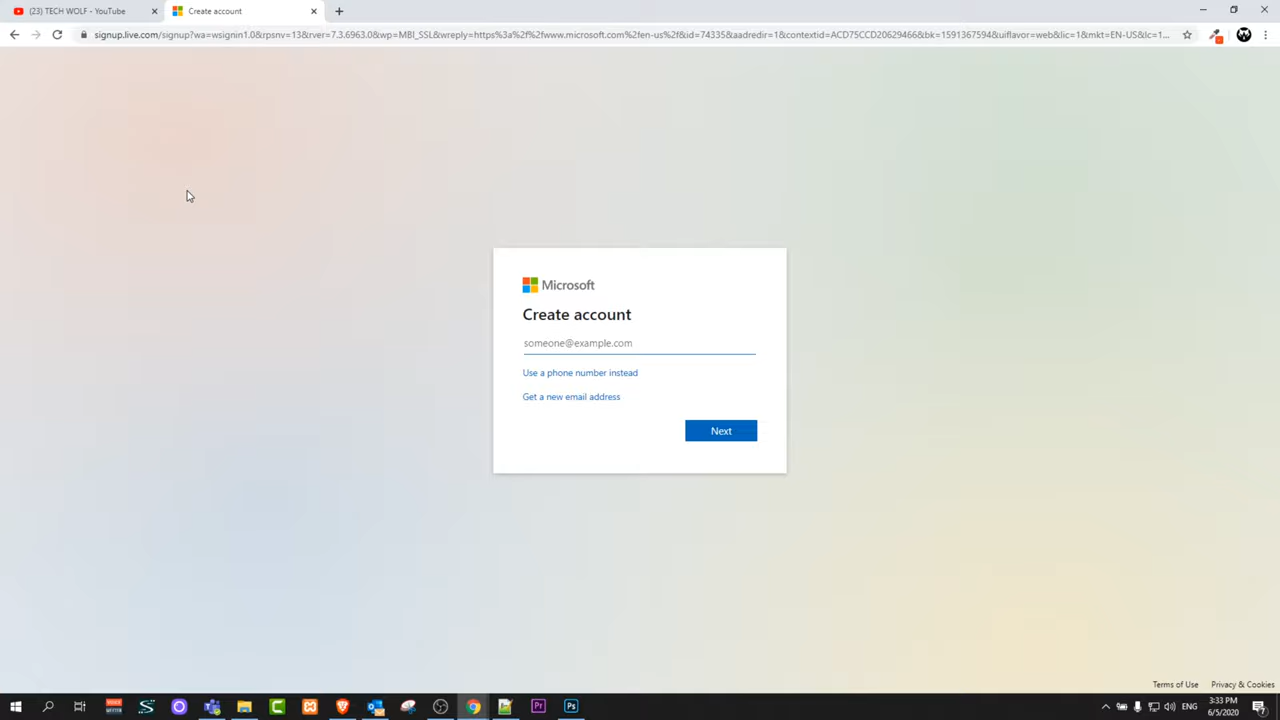 (23) TECH WOLF - YouTube
Create account
signup.live.com/signup?wa=wsignin1.0&rpsnv=13&rver=7.3.6963.0&wp=MBI_SSL&wreply=https%3a%2f%2fwww.microsoft.com%2fen-us%2f&id=74335&aadredir=1&contextid=ACD75CCD20629466&bk=1591367594&uiflavor=web&lic=1&mkt=EN-US&lc=1...
Microsoft
Create account
someone@example.com
Use a phone number instead
Get a new email address
Next
Terms of Use
Privacy & Cookies
Pr
Ps
ENG
3:33 PM
6/5/2020